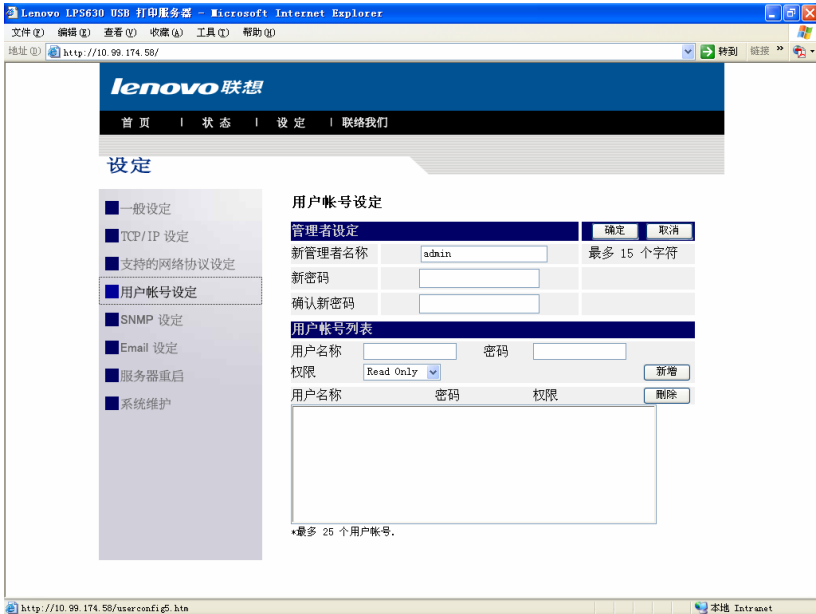 Lenovo LPS630 USB 打印服务器 - Microsoft Internet Explorer
文件(F) 编辑(E) 查看(V) 收藏(A) 工具(T) 帮助(H)
地址(D) http://10.99.174.58/ 转到 链接 »
lenovo联想
首 页 | 状 态 | 设 定 | 联络我们
设定
一般设定
TCP/IP 设定
支持的网络协议设定
用户帐号设定
SNMP 设定
Email 设定
服务器重启
系统维护
用户帐号设定
管理者设定 确定 取消
新管理者名称 admin 最多 15 个字符
新密码
确认新密码
用户帐号列表
用户名称 密码
权限 Read Only 新增
用户名称 密码 权限 删除
*最多 25 个用户帐号.
http://10.99.174.58/userconfig5.htm 本地 Intranet